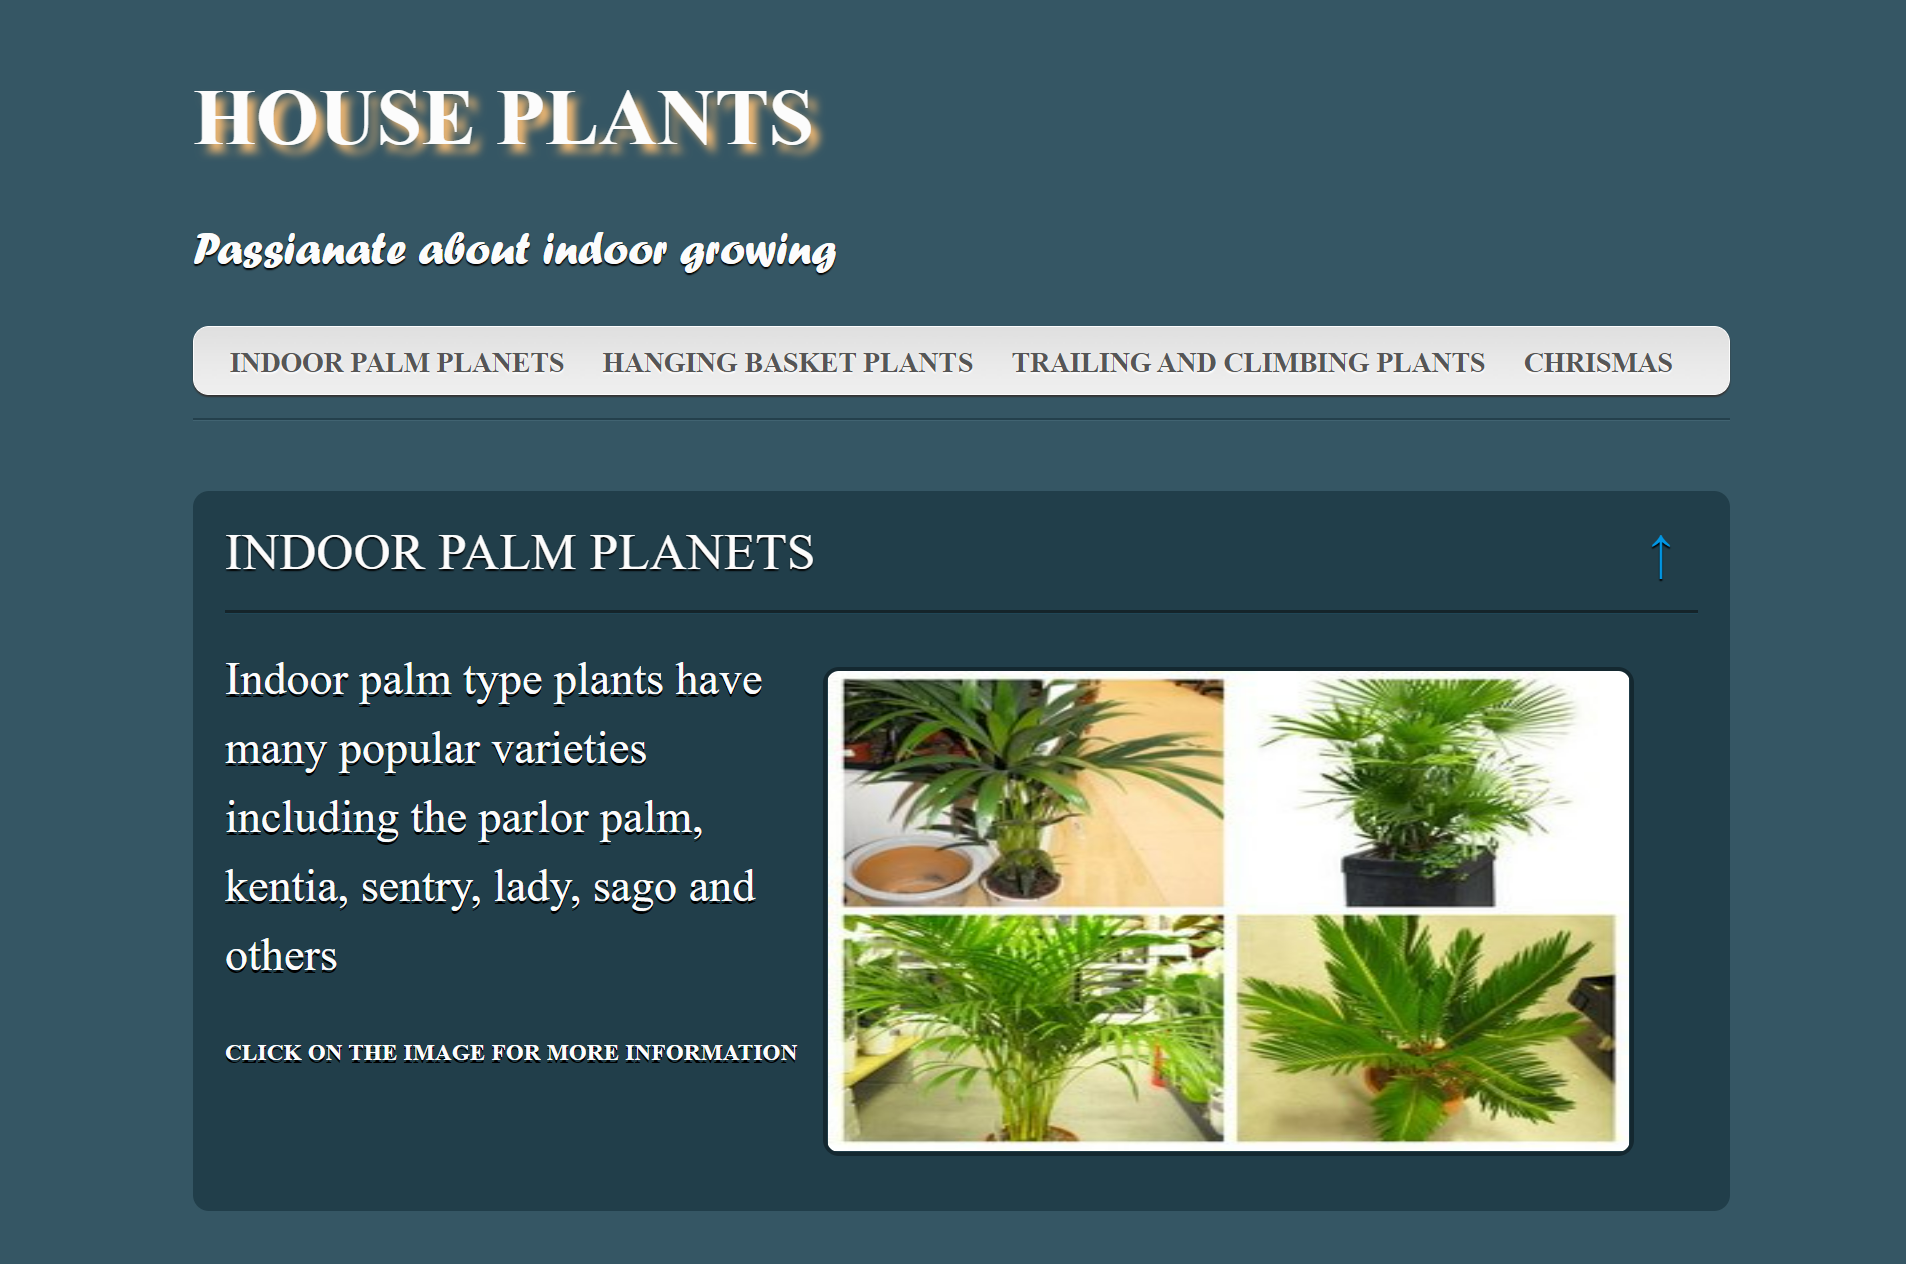 HOUSE PLANTS
Passianate about indoor growing
INDOOR PALM PLANETS HANGING BASKET PLANTS TRAILING AND CLIMBING PLANTS CHRISMAS
INDOOR PALM PLANETS ↑
Indoor palm type plants have
many popular varieties
including the parlor palm,
kentia, sentry, lady, sago and
others
CLICK ON THE IMAGE FOR MORE INFORMATION